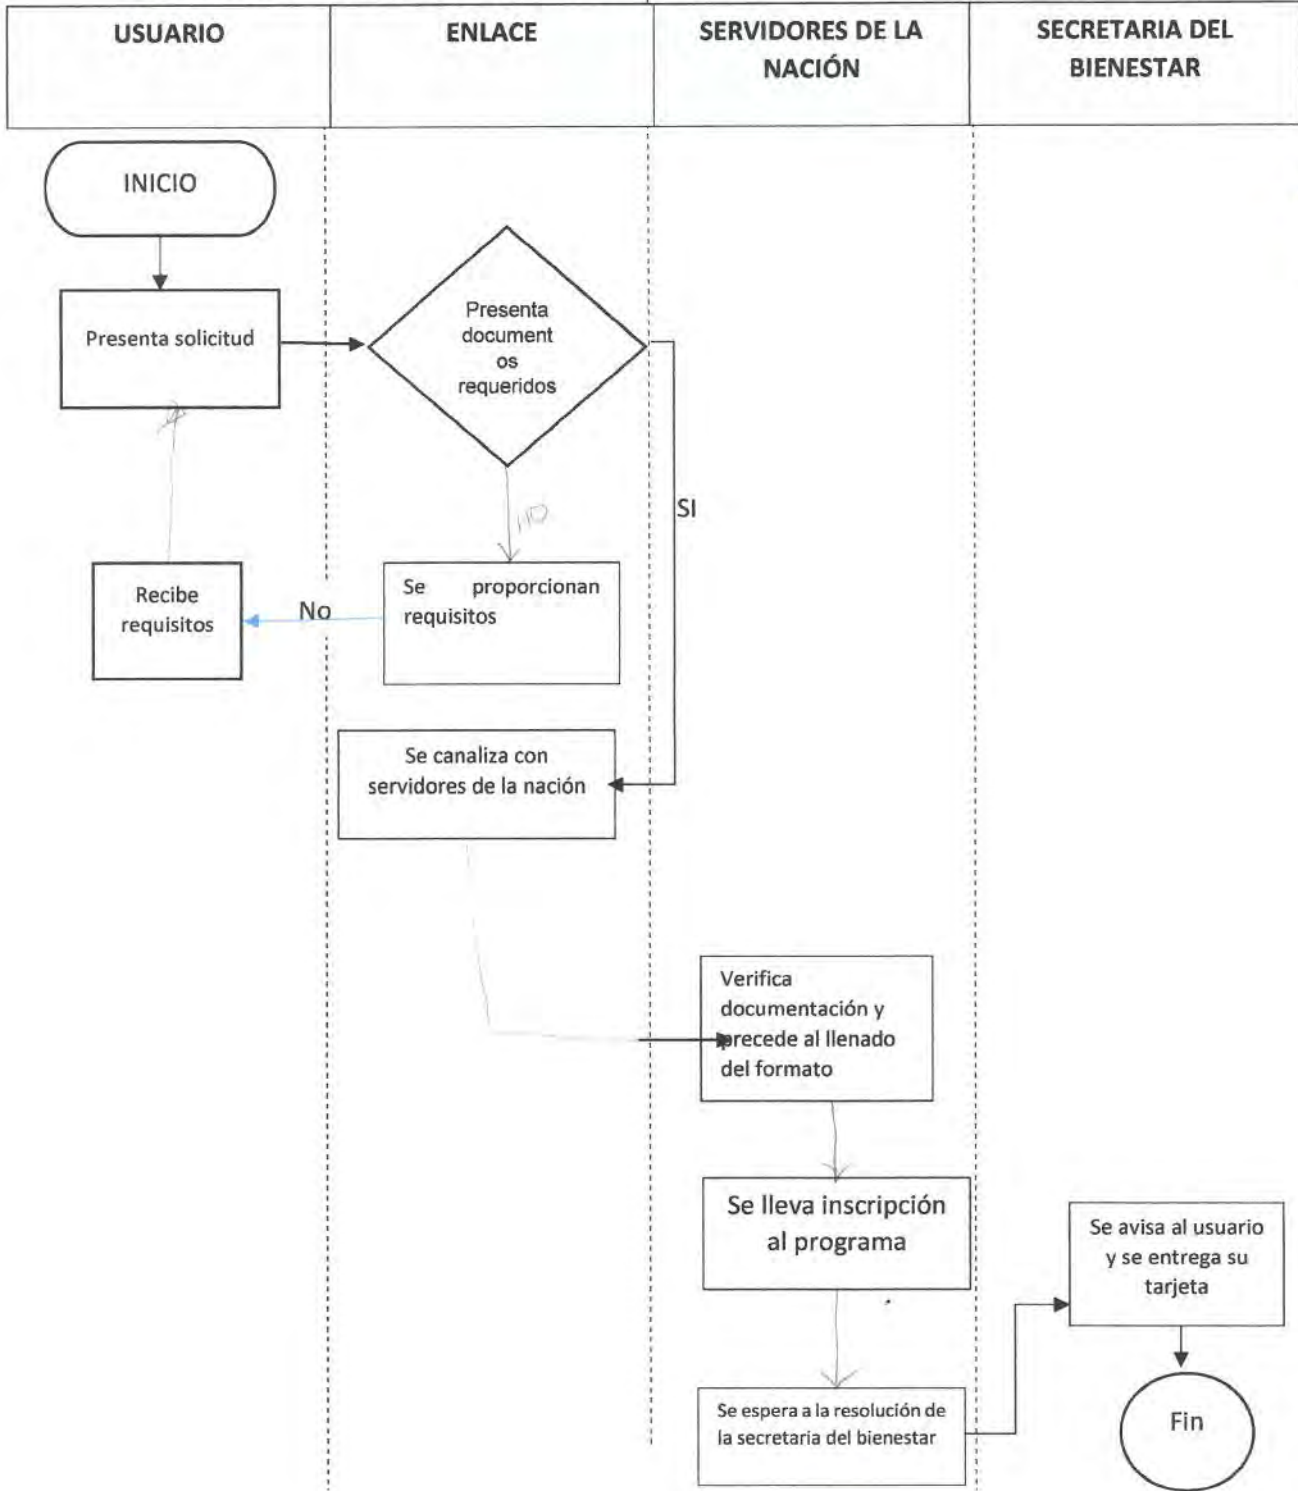 USUARIO
ENLACE
SERVIDORES DE LA
NACIÓN
SECRETARIA DEL
BIENESTAR
INICIO
Presenta solicitud
Presenta
document
os
requeridos
NO
SI
Se proporcionan
requisitos
No
Recibe
requisitos
Se canaliza con
servidores de la nación
Verifica
documentación y
precede al llenado
del formato
Se lleva inscripción
al programa
Se espera a la resolución de
la secretaria del bienestar
Se avisa al usuario
y se entrega su
tarjeta
Fin